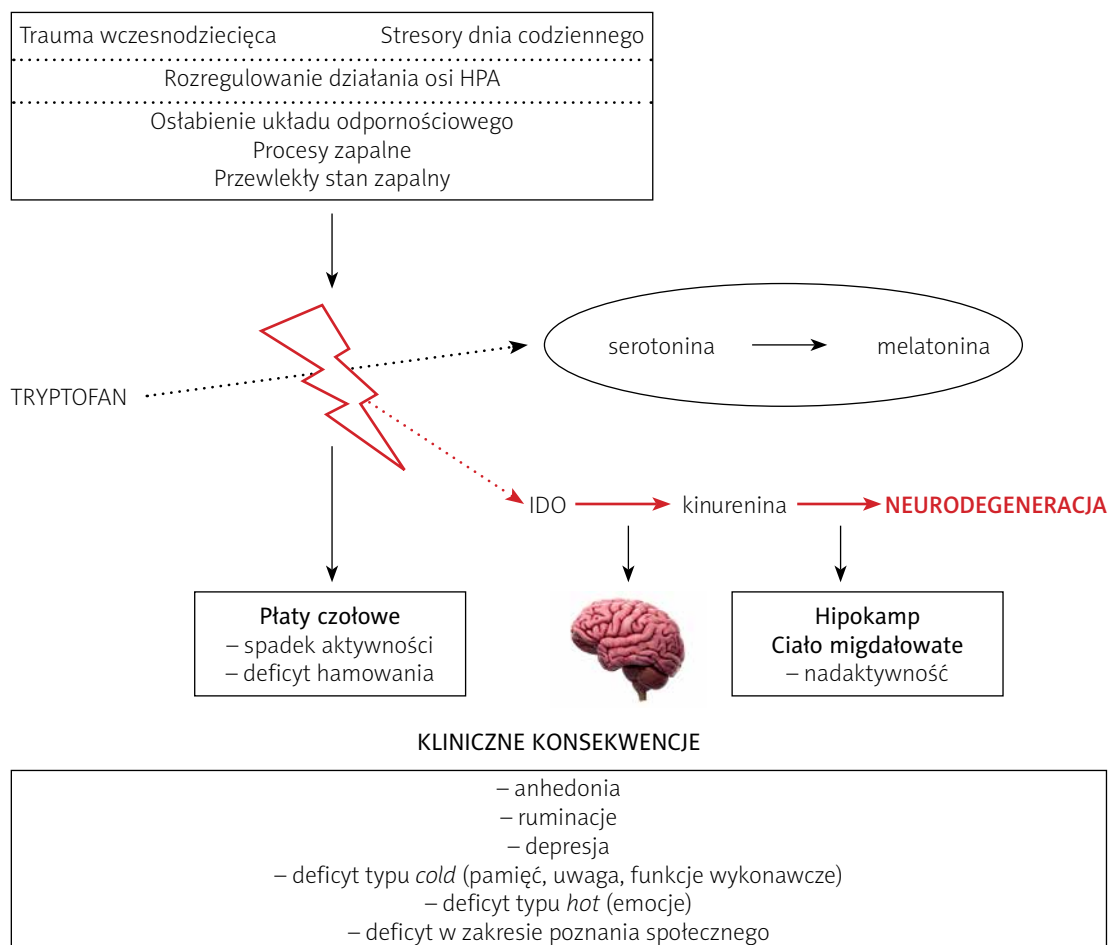 Trauma wczesnodziecięca Stresory dnia codziennego
Rozregulowanie działania osi HPA
Osłabienie układu odpornościowego
Procesy zapalne
Przewlekły stan zapalny
serotonina melatonina
TRYPTOFAN
IDO kinurenina NEURODEGENERACJA
Płaty czołowe
– spadek aktywności
– deficyt hamowania
Hipokamp
Ciało migdałowate
– nadaktywność
KLINICZNE KONSEKWENCJE
– anhedonia
– ruminacje
– depresja
– deficyt typu cold (pamięć, uwaga, funkcje wykonawcze)
– deficyt typu hot (emocje)
– deficyt w zakresie poznania społecznego